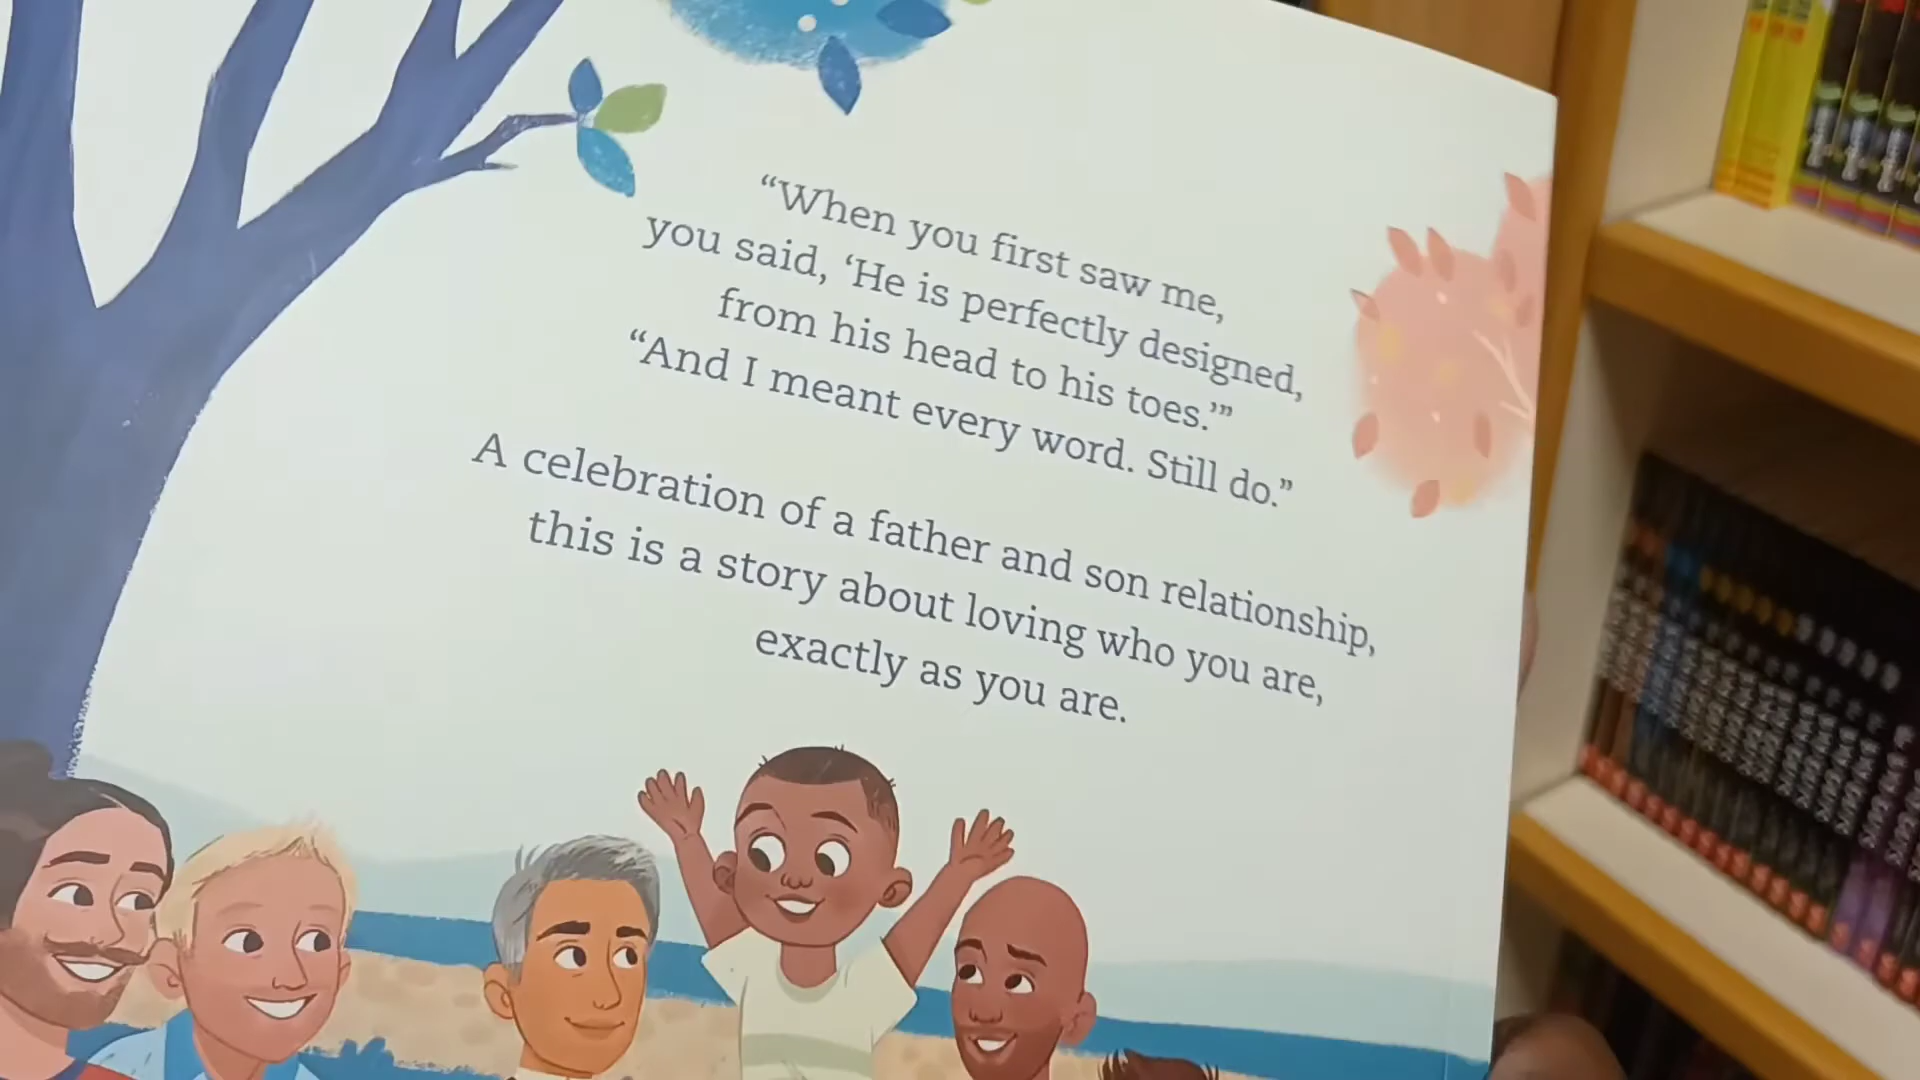 “When you first saw me,
you said, ‘He is perfectly designed,
from his head to his toes.’”
“And I meant every word. Still do.”
A celebration of a father and son relationship,
this is a story about loving who you are,
exactly as you are.